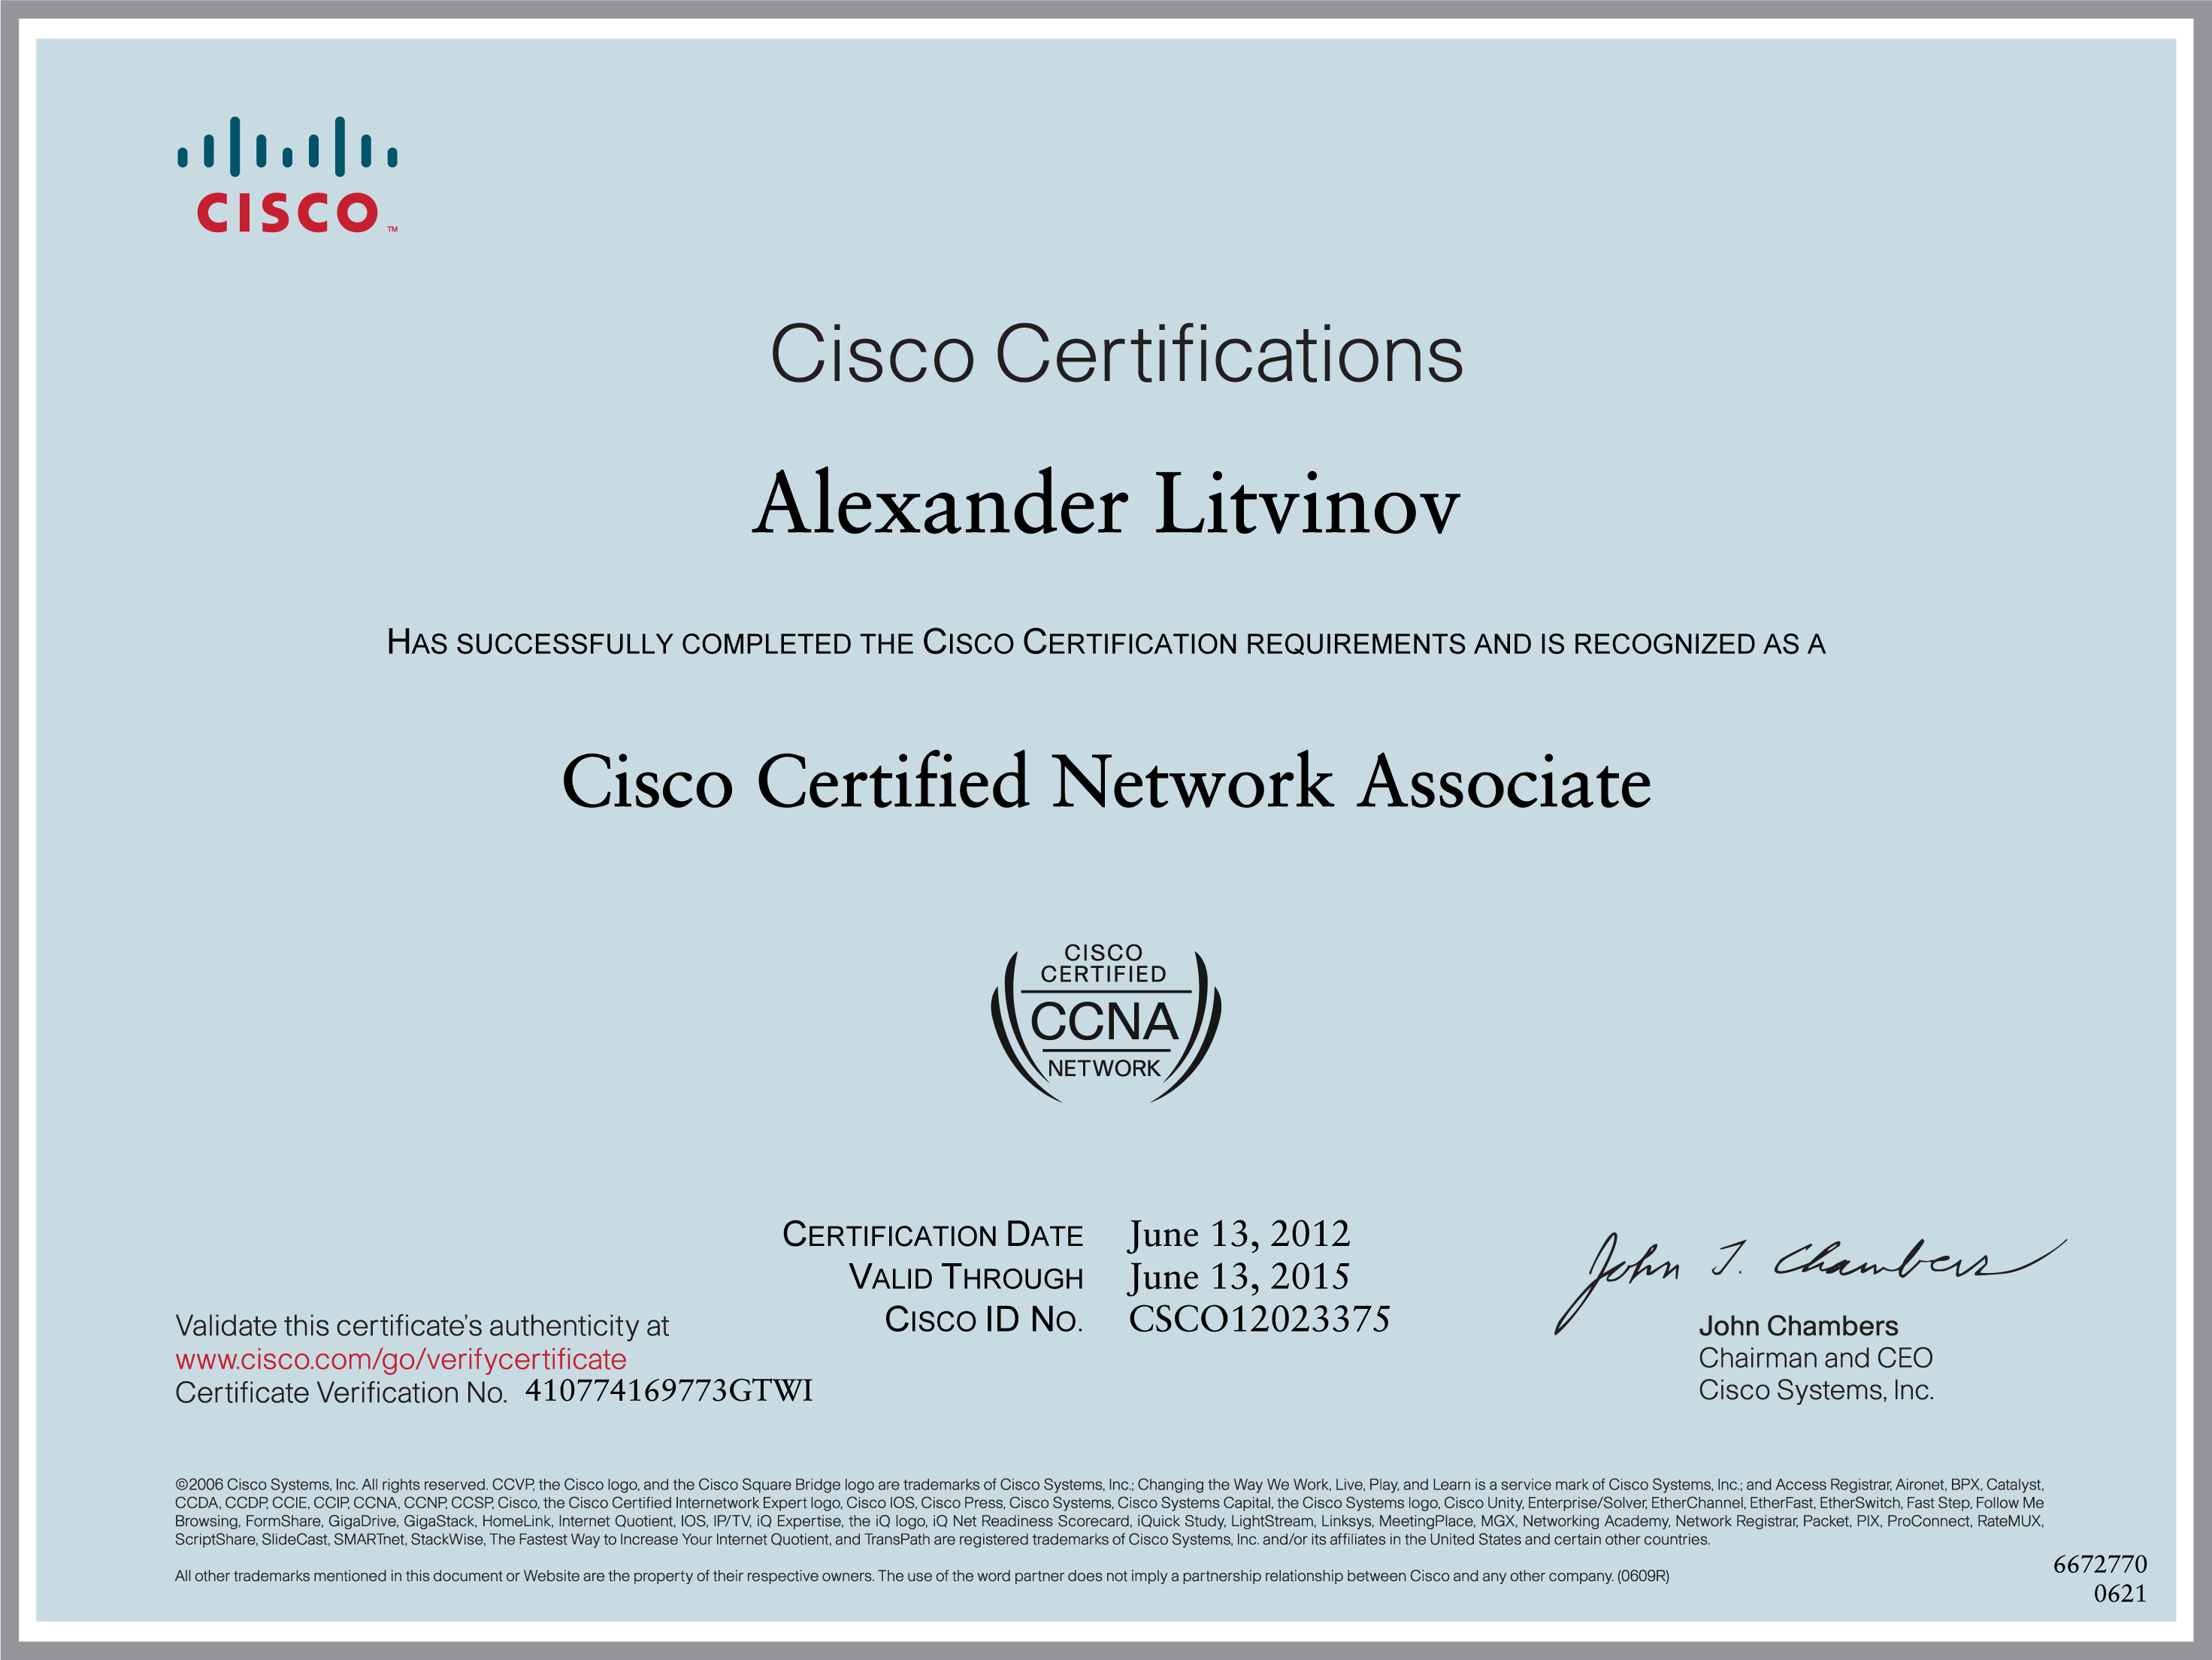 CISCO™
Cisco Certifications
Alexander Litvinov
HAS SUCCESSFULLY COMPLETED THE CISCO CERTIFICATION REQUIREMENTS AND IS RECOGNIZED AS A
Cisco Certified Network Associate
CISCO
CERTIFIED
CCNA
NETWORK
CERTIFICATION DATE June 13, 2012
VALID THROUGH June 13, 2015
CISCO ID NO. CSCO12023375
Validate this certificate's authenticity at
www.cisco.com/go/verifycertificate
Certificate Verification No. 410774169773GTWI
John T. Chambers
John Chambers
Chairman and CEO
Cisco Systems, Inc.
©2006 Cisco Systems, Inc. All rights reserved. CCVP, the Cisco logo, and the Cisco Square Bridge logo are trademarks of Cisco Systems, Inc.; Changing the Way We Work, Live, Play, and Learn is a service mark of Cisco Systems, Inc.; and Access Registrar, Aironet, BPX, Catalyst,
CCDA, CCDP, CCIE, CCIP, CCNA, CCNP, CCSP, Cisco, the Cisco Certified Internetwork Expert logo, Cisco IOS, Cisco Press, Cisco Systems, Cisco Systems Capital, the Cisco Systems logo, Cisco Unity, Enterprise/Solver, EtherChannel, EtherFast, EtherSwitch, Fast Step, Follow Me
Browsing, FormShare, GigaDrive, GigaStack, HomeLink, Internet Quotient, IOS, IP/TV, iQ Expertise, the iQ logo, iQ Net Readiness Scorecard, iQuick Study, LightStream, Linksys, MeetingPlace, MGX, Networking Academy, Network Registrar, Packet, PIX, ProConnect, RateMUX,
ScriptShare, SlideCast, SMARTnet, StackWise, The Fastest Way to Increase Your Internet Quotient, and TransPath are registered trademarks of Cisco Systems, Inc. and/or its affiliates in the United States and certain other countries.
All other trademarks mentioned in this document or Website are the property of their respective owners. The use of the word partner does not imply a partnership relationship between Cisco and any other company. (0609R)
6672770
0621